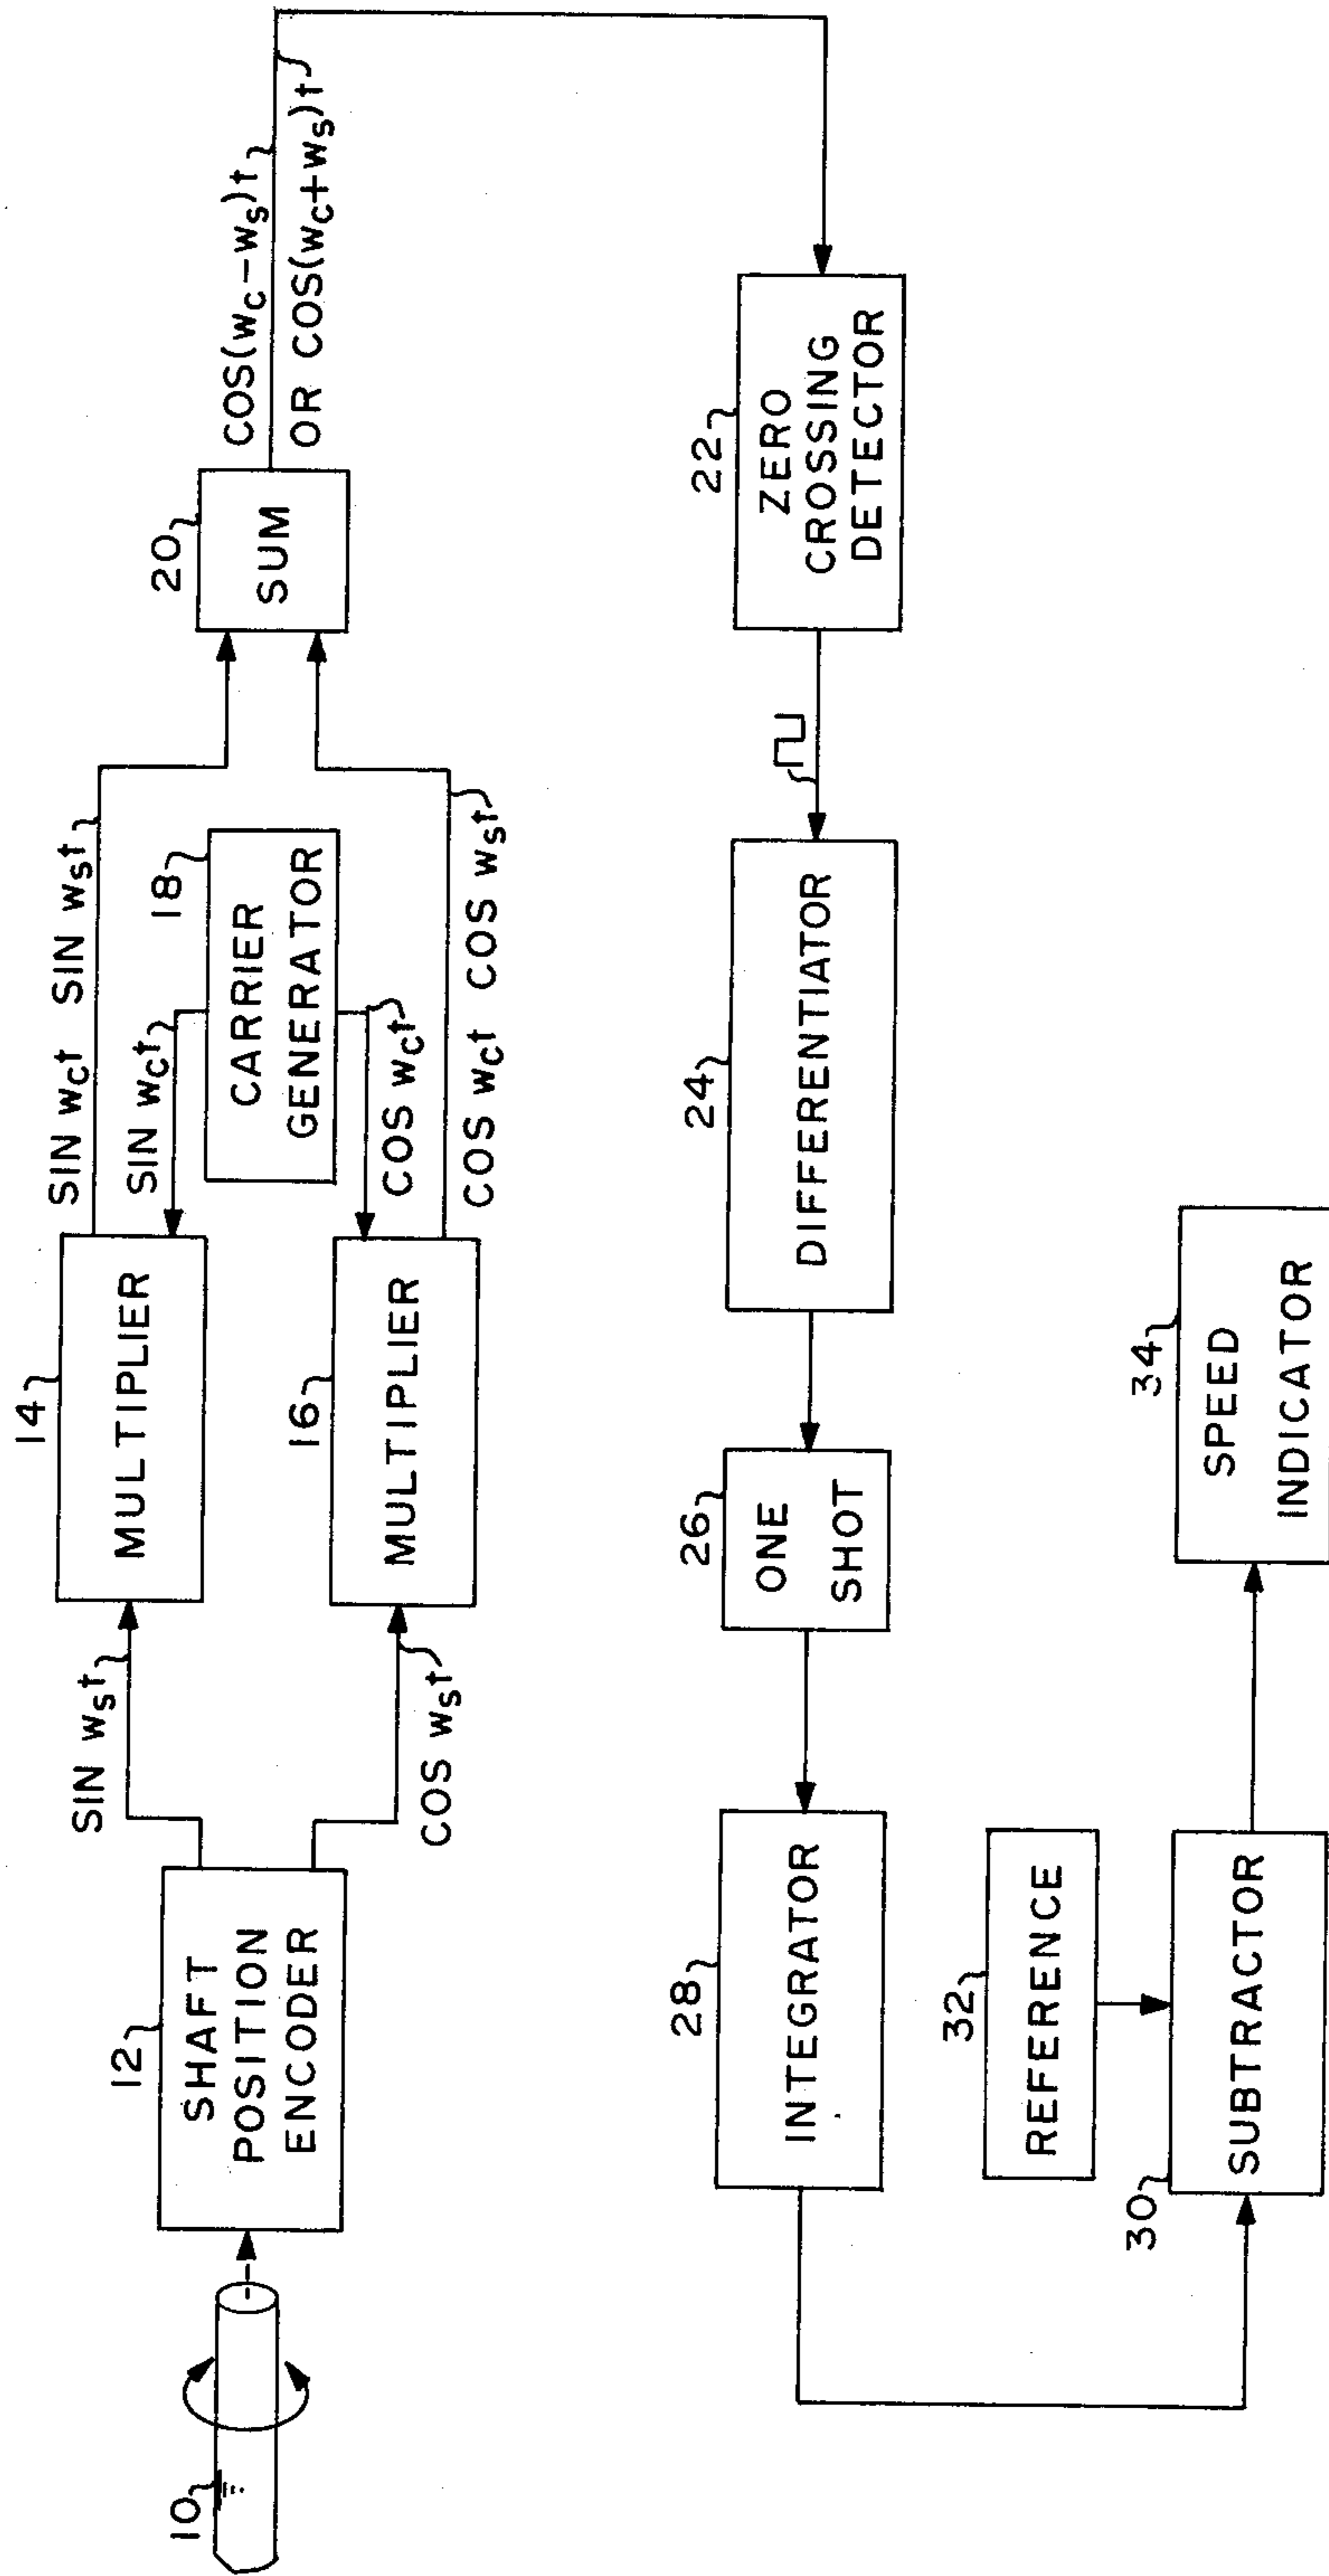 10
12
SHAFT
POSITION
ENCODER
SIN wst
COS wst
14
MULTIPLIER
16
MULTIPLIER
SIN wct SIN wst
SIN wct
18
CARRIER
GENERATOR
COS wct
COS wct COS wst
20
SUM
COS(wc-ws)t
OR COS(wc+ws)t
22
ZERO
CROSSING
DETECTOR
24
DIFFERENTIATOR
26
ONE
SHOT
28
INTEGRATOR
32
REFERENCE
30
SUBTRACTOR
34
SPEED
INDICATOR